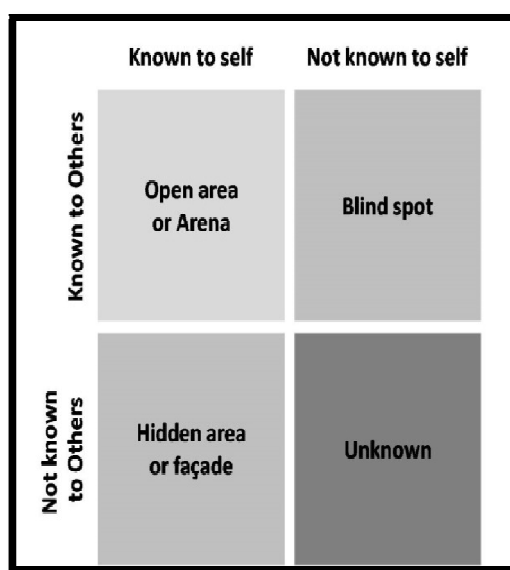 Known to self
Not known to self
Known to Others
Open area
or Arena
Blind spot
Not known
to Others
Hidden area
or façade
Unknown